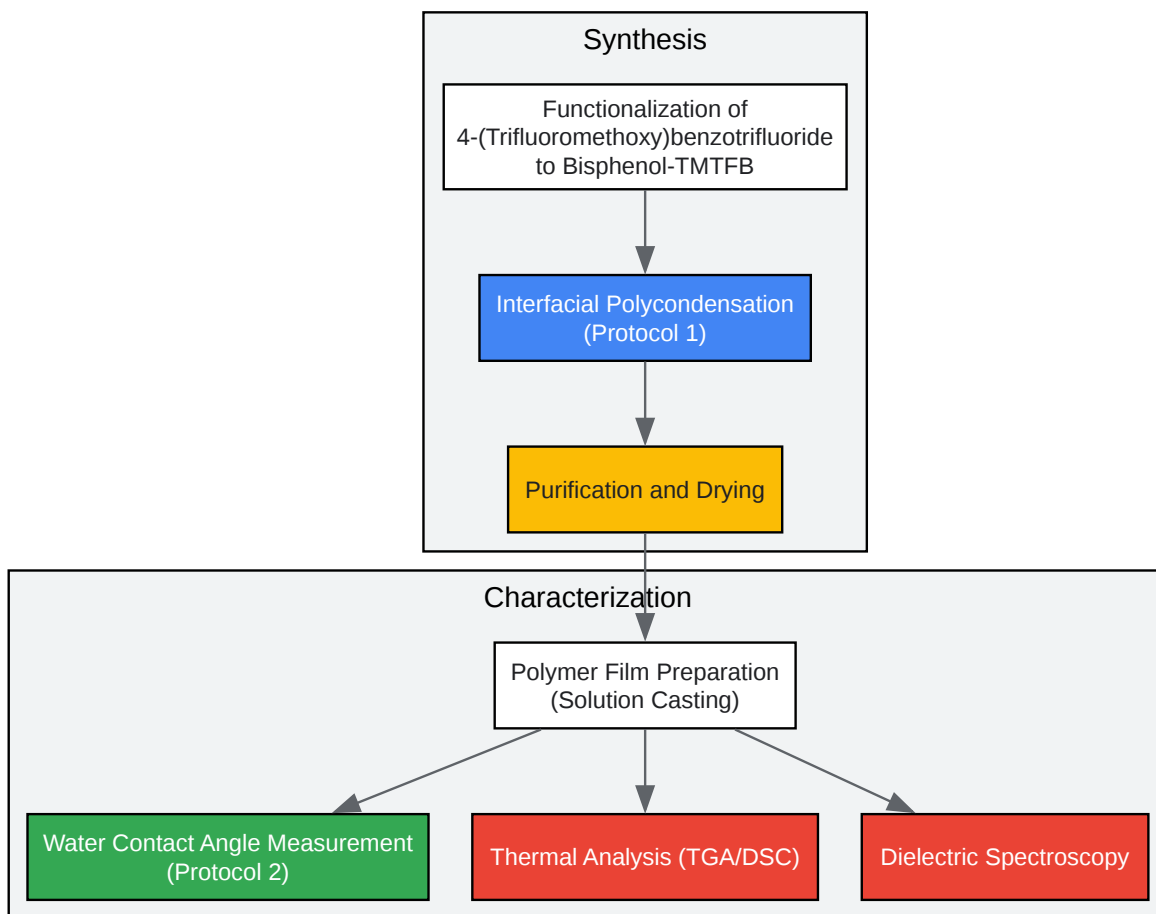 Synthesis
Functionalization of
4-(Trifluoromethoxy)benzotrifluoride
to Bisphenol-TMTFB
Interfacial Polycondensation
(Protocol 1)
Purification and Drying
Characterization
Polymer Film Preparation
(Solution Casting)
Water Contact Angle Measurement
(Protocol 2)
Thermal Analysis (TGA/DSC)
Dielectric Spectroscopy